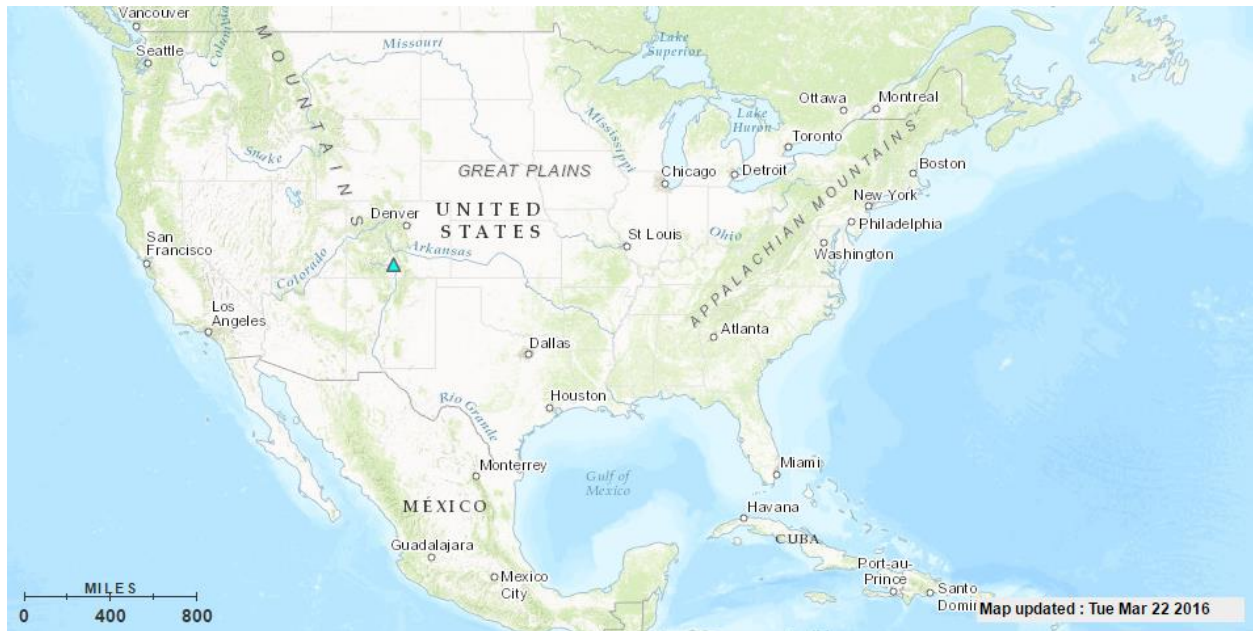 Vancouver
Seattle
Columbia
MOUNTAINS
Missouri
Lake
Superior
Ottawa
Montreal
Lake
Huron
Toronto
Mississippi
Snake
GREAT PLAINS
Chicago
Detroit
Boston
APPALACHIAN MOUNTAINS
New York
Philadelphia
Denver
UNITED
STATES
St Louis
Ohio
Washington
San
Francisco
Colorado
Arkansas
Los
Angeles
Atlanta
Dallas
Houston
Rio Grande
Monterrey
Gulf of
Mexico
Miami
MÉXICO
Havana
CUBA
Guadalajara
Mexico
City
Port-au-
Prince
Santo
MILES
0 400 800
Map updated : Tue Mar 22 2016